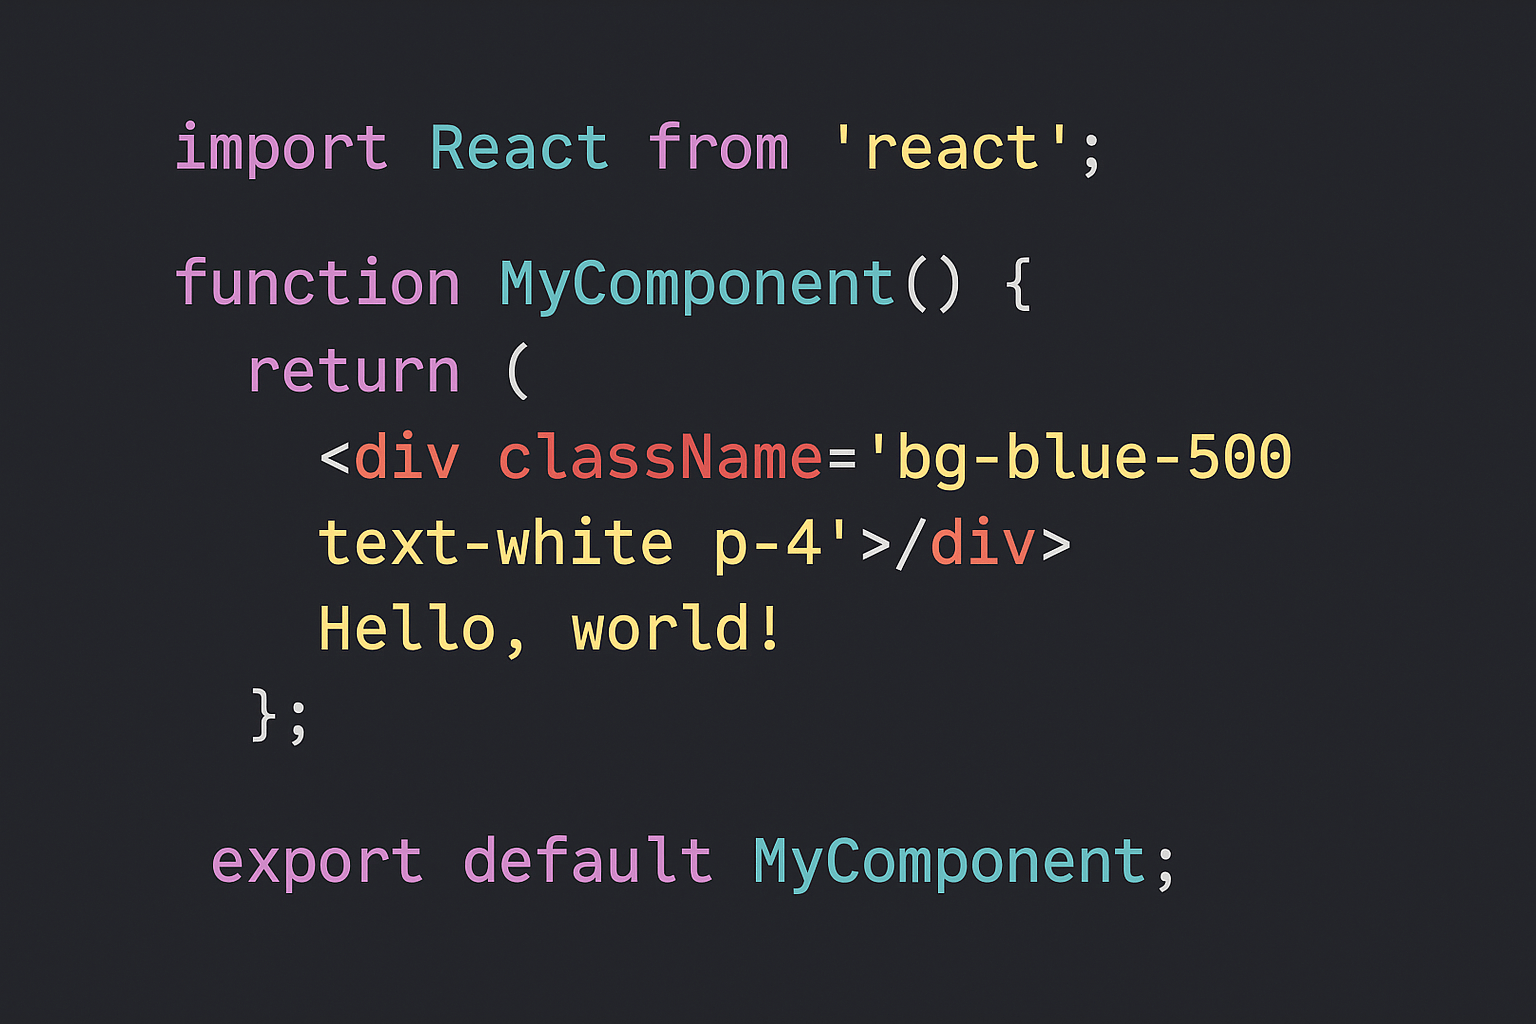 import React from 'react';
function MyComponent() {
return (
<div className='bg-blue-500
text-white p-4'>/div>
Hello, world!
};
export default MyComponent;